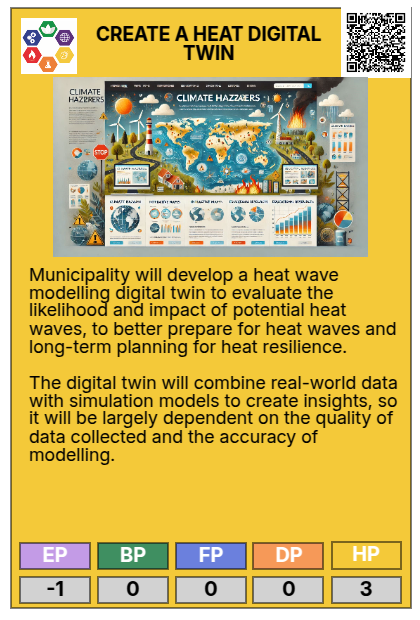 CREATE A HEAT DIGITAL
TWIN
CLIMATE
CLIMATE HAZZERS
STOP
Municipality will develop a heat wave
modelling digital twin to evaluate the
likelihood and impact of potential heat
waves, to better prepare for heat waves and
long-term planning for heat resilience.
The digital twin will combine real-world data
with simulation models to create insights, so
it will be largely dependent on the quality of
data collected and the accuracy of
modelling.
EP BP FP DP HP
-1 0 0 0 3